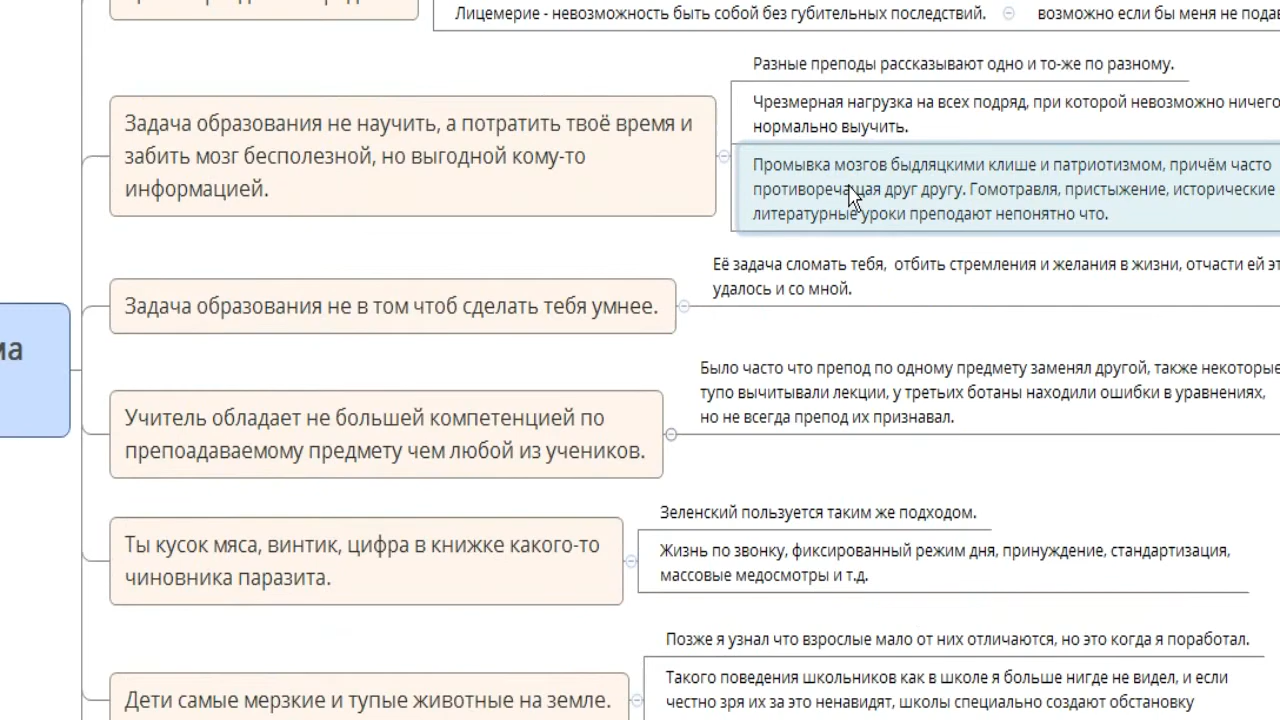 Лицемерие - невозможность быть собой без губительных последствий.
возможно если бы меня не
Разные преподы рассказывают одно и то-же по разному.
Задача образования не научить, а потратить твоё время и
забить мозг бесполезной, но выгодной кому-то
информацией.
Чрезмерная нагрузка на всех подряд, при которой невозможно ничего
нормально выучить.
Промывка мозгов быдляцкими клише и патриотизмом, причём часто
противоречащая друг другу. Гомотравля, пристыжение, исторические
литературные уроки преподают непонятно что.
Задача образования не в том чтоб сделать тебя умнее.
Её задача сломать тебя, отбить стремления и желания в жизни, отчасти ей
удалось и со мной.
ма
Учитель обладает не большей компетенцией по
препоадаваемому предмету чем любой из учеников.
Было часто что препод по одному предмету заменял другой, также некоторые
тупо вычитывали лекции, у третьих ботаны находили ошибки в уравнениях,
но не всегда препод их признавал.
Ты кусок мяса, винтик, цифра в книжке какого-то
чиновника паразита.
Зеленский пользуется таким же подходом.
Жизнь по звонку, фиксированный режим дня, принуждение, стандартизация,
массовые медосмотры и т.д.
Дети самые мерзкие и тупые животные на земле.
Позже я узнал что взрослые мало от них отличаются, но это когда я поработал.
Такого поведения школьников как в школе я больше нигде не видел, и если
честно зря их за это ненавидят, школы специально создают обстановку